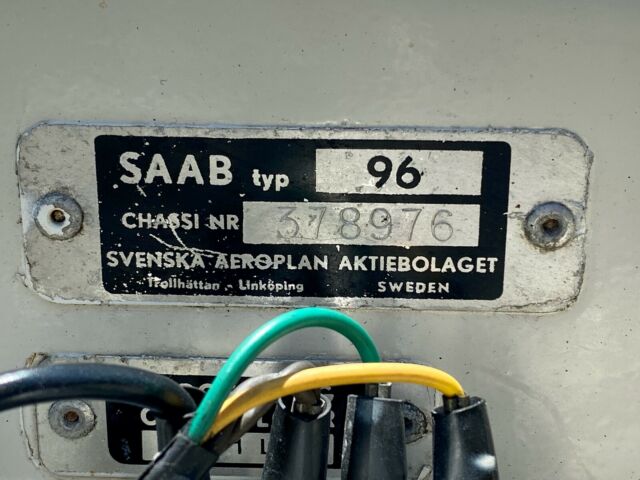 SAAB typ 96
CHASSI NR 378976
SVENSKA AEROPLAN AKTIEBOLAGET
Trollhättan - Linköping SWEDEN